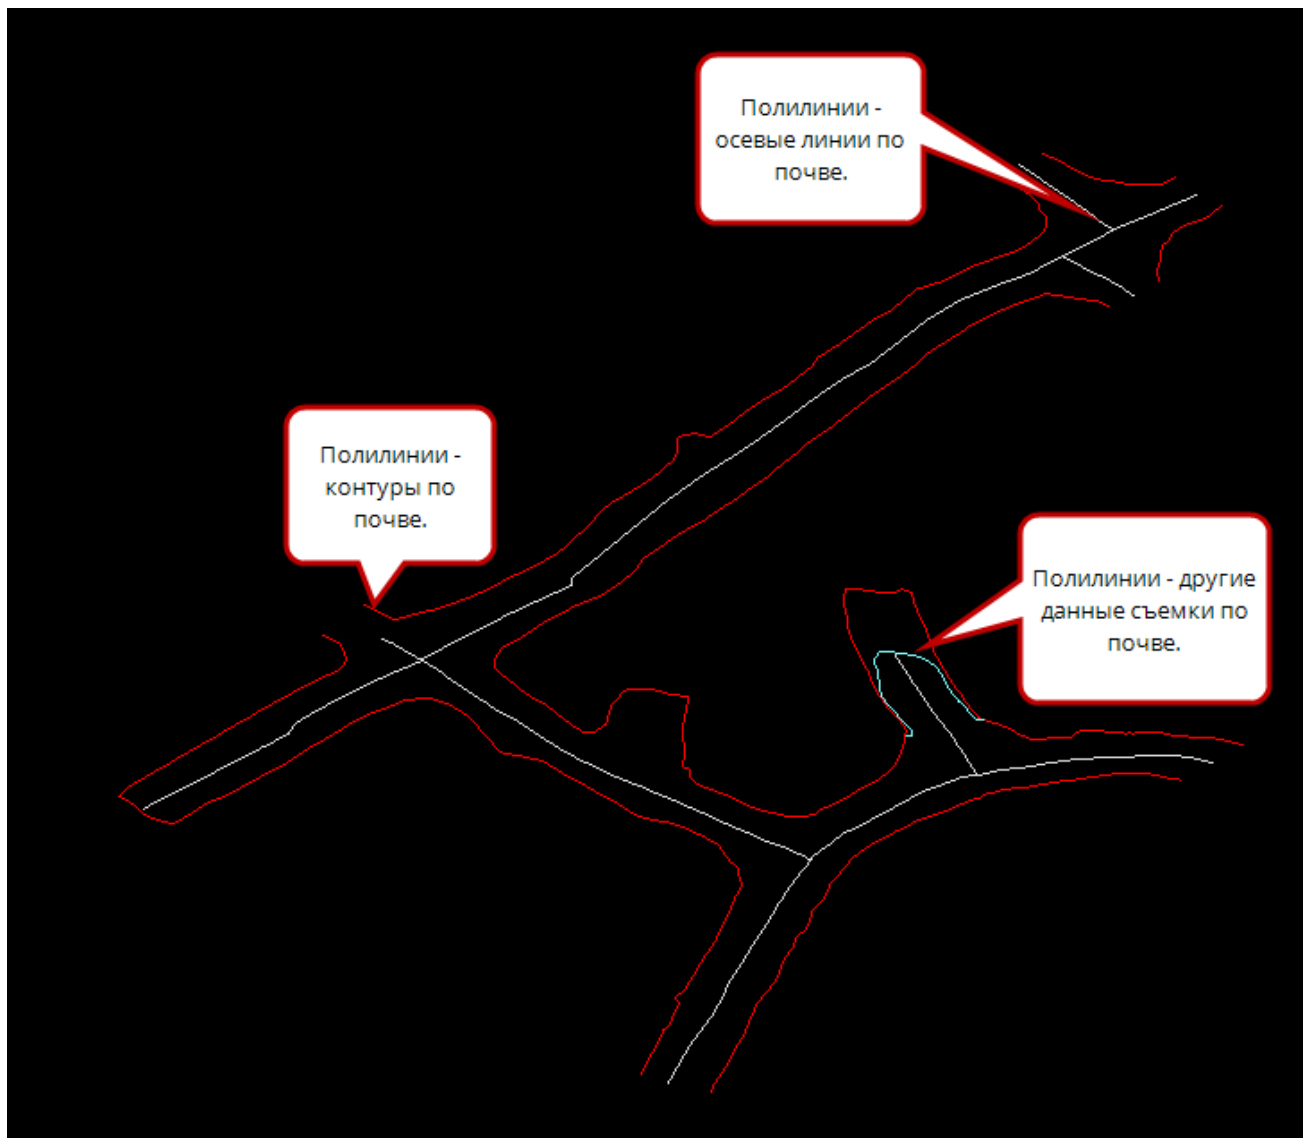 Полилинии -
осевые линии по
почве.
Полилинии -
контуры по
почве.
Полилинии - другие
данные съемки по
почве.